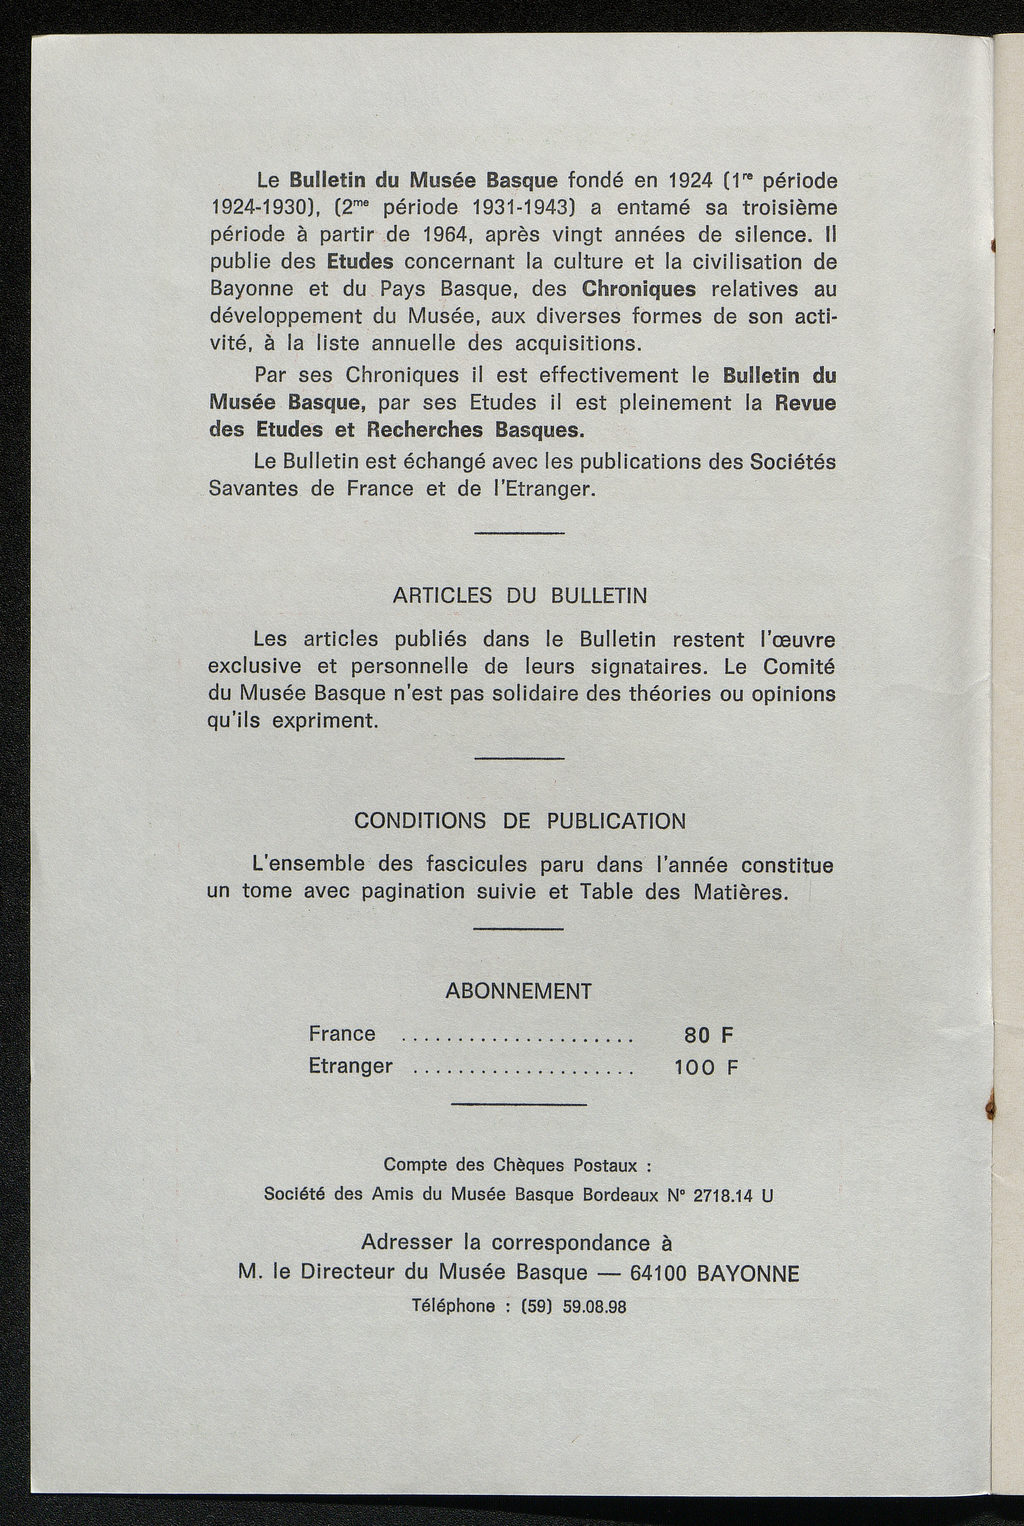 Le Bulletin du Musée Basque fondé en 1924 (1re période
1924-1930), (2me période 1931-1943) a entamé sa troisième
période à partir de 1964, après vingt années de silence. Il
publie des Etudes concernant la culture et la civilisation de
Bayonne et du Pays Basque, des Chroniques relatives au
développement du Musée, aux diverses formes de son acti-
vité, à la liste annuelle des acquisitions.
Par ses Chroniques il est effectivement le Bulletin du
Musée Basque, par ses Etudes il est pleinement la Revue
des Etudes et Recherches Basques.
Le Bulletin est échangé avec les publications des Sociétés
Savantes de France et de l'Etranger.
ARTICLES DU BULLETIN
Les articles publiés dans le Bulletin restent l'œuvre
exclusive et personnelle de leurs signataires. Le Comité
du Musée Basque n'est pas solidaire des théories ou opinions
qu'ils expriment.
CONDITIONS DE PUBLICATION
L'ensemble des fascicules paru dans l'année constitue
un tome avec pagination suivie et Table des Matières.
ABONNEMENT
France ..................... 80 F
Etranger .................... 100 F
Compte des Chèques Postaux :
Société des Amis du Musée Basque Bordeaux N° 2718.14 U
Adresser la correspondance à
M. le Directeur du Musée Basque — 64100 BAYONNE
Téléphone : (59) 59.08.98